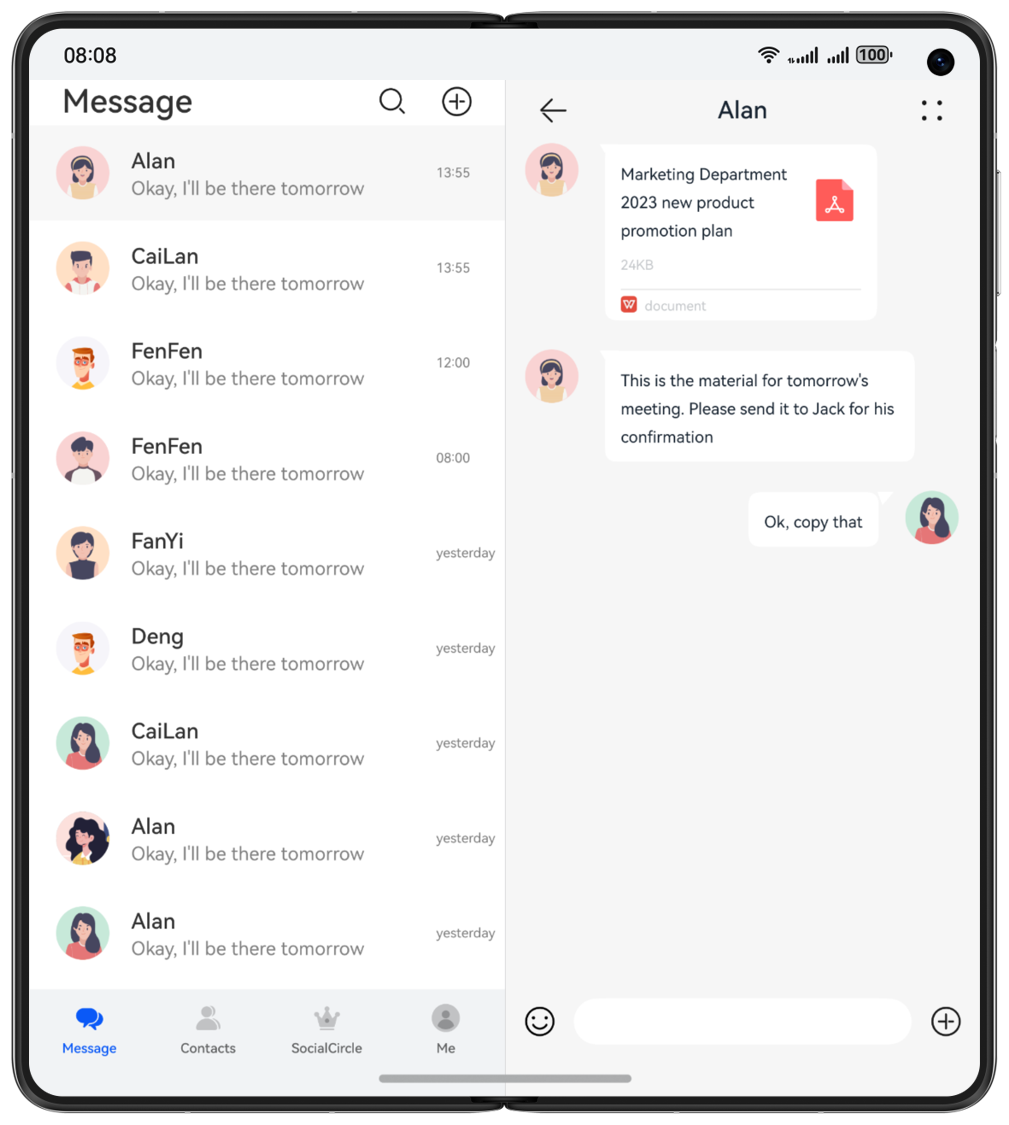 08:08
100
Message
Alan
Okay, I'll be there tomorrow
13:55
CaiLan
Okay, I'll be there tomorrow
13:55
FenFen
Okay, I'll be there tomorrow
12:00
FenFen
Okay, I'll be there tomorrow
08:00
FanYi
Okay, I'll be there tomorrow
yesterday
Deng
Okay, I'll be there tomorrow
yesterday
CaiLan
Okay, I'll be there tomorrow
yesterday
Alan
Okay, I'll be there tomorrow
yesterday
Alan
Okay, I'll be there tomorrow
yesterday
Message
Contacts
SocialCircle
Me
Alan
Marketing Department
2023 new product
promotion plan
24KB
W
document
This is the material for tomorrow's
meeting. Please send it to Jack for his
confirmation
Ok, copy that